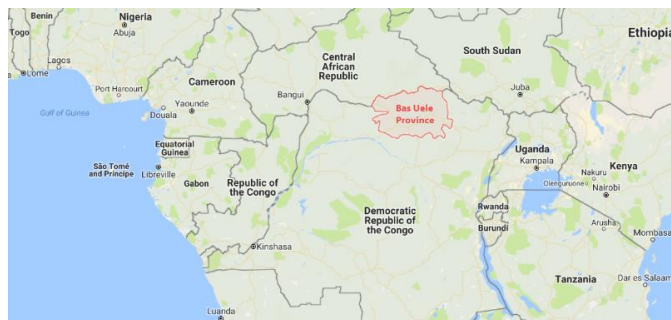 Benin
Nigeria
Togo
Abuja
Lagos
Lome
Port Harcourt
Gulf of Guinea
Cameroon
Douala
Yaounde
Central
African
Republic
Bangui
South Sudan
Juba
Ethiopia
Bas Uele
Province
Equatorial
Guinea
São Tomé
and Príncipe
Libreville
Gabon
Republic of
the Congo
Democratic
Republic of
the Congo
Kinshasa
Uganda
Kampala
Kenya
Nakuru
Olenguruone
Nairobi
Rwanda
Burundi
Arusha
Mombasa
Tanzania
Dar es Salaam
Luanda